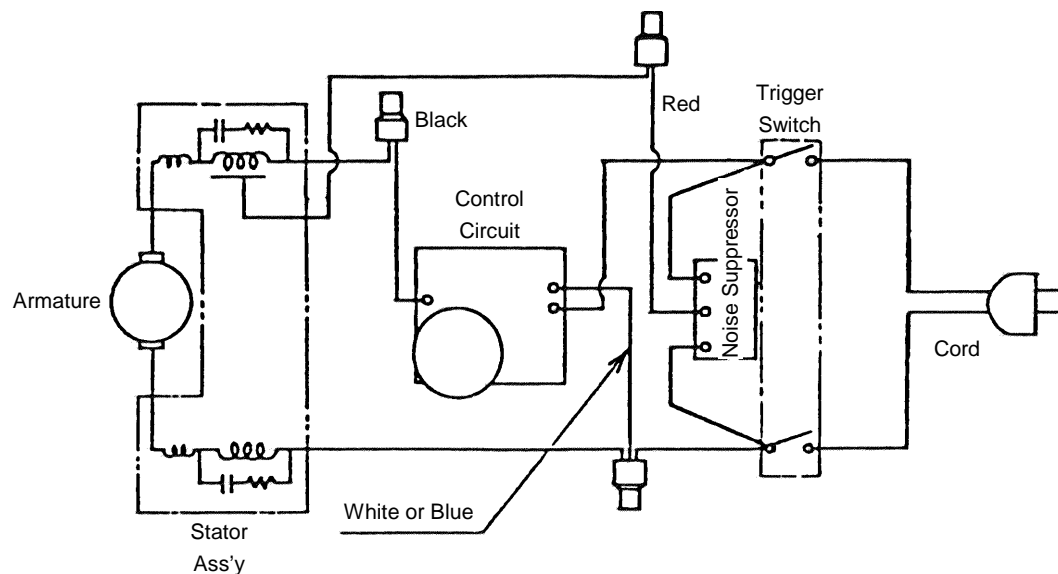 Red
Trigger
Switch
Black
Control
Circuit
Noise Suppressor
Armature
Cord
White or Blue
Stator
Ass'y